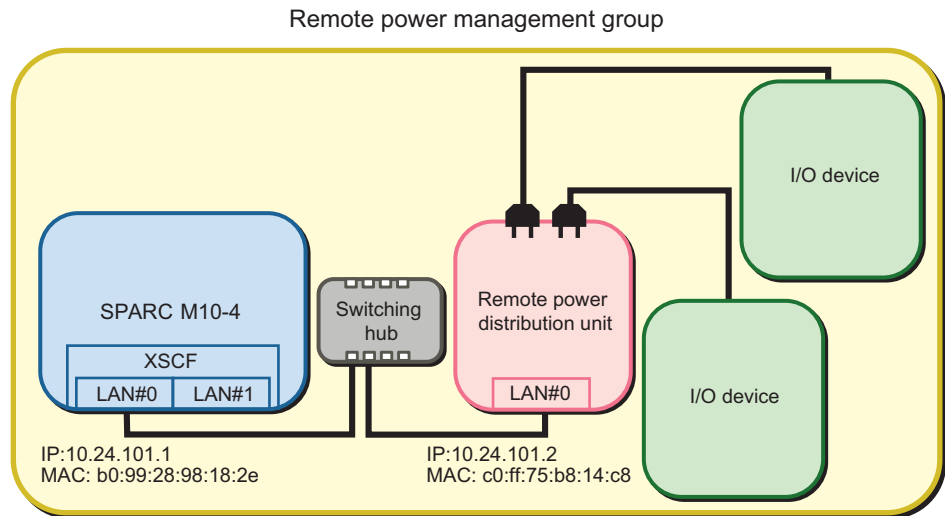 Remote power management group
I/O device
SPARC M10-4
XSCF
LAN#0
LAN#1
Switching
hub
Remote power
distribution unit
LAN#0
I/O device
IP:10.24.101.1
MAC: b0:99:28:98:18:2e
IP:10.24.101.2
MAC: c0:ff:75:b8:14:c8